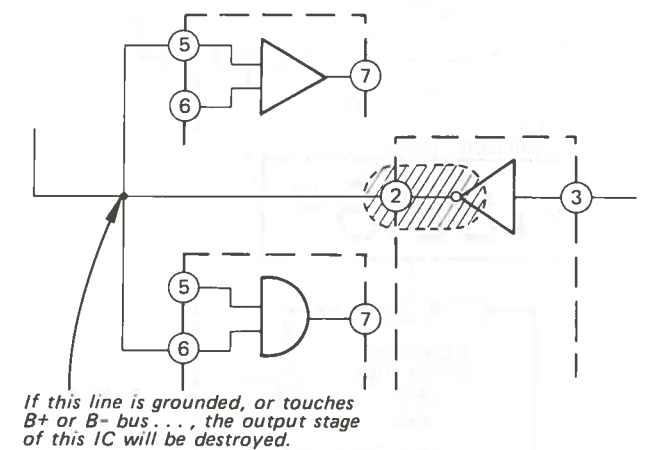 5
6
7
2
3
5
6
7
If this line is grounded, or touches
B+ or B- bus . . . , the output stage
of this IC will be destroyed.